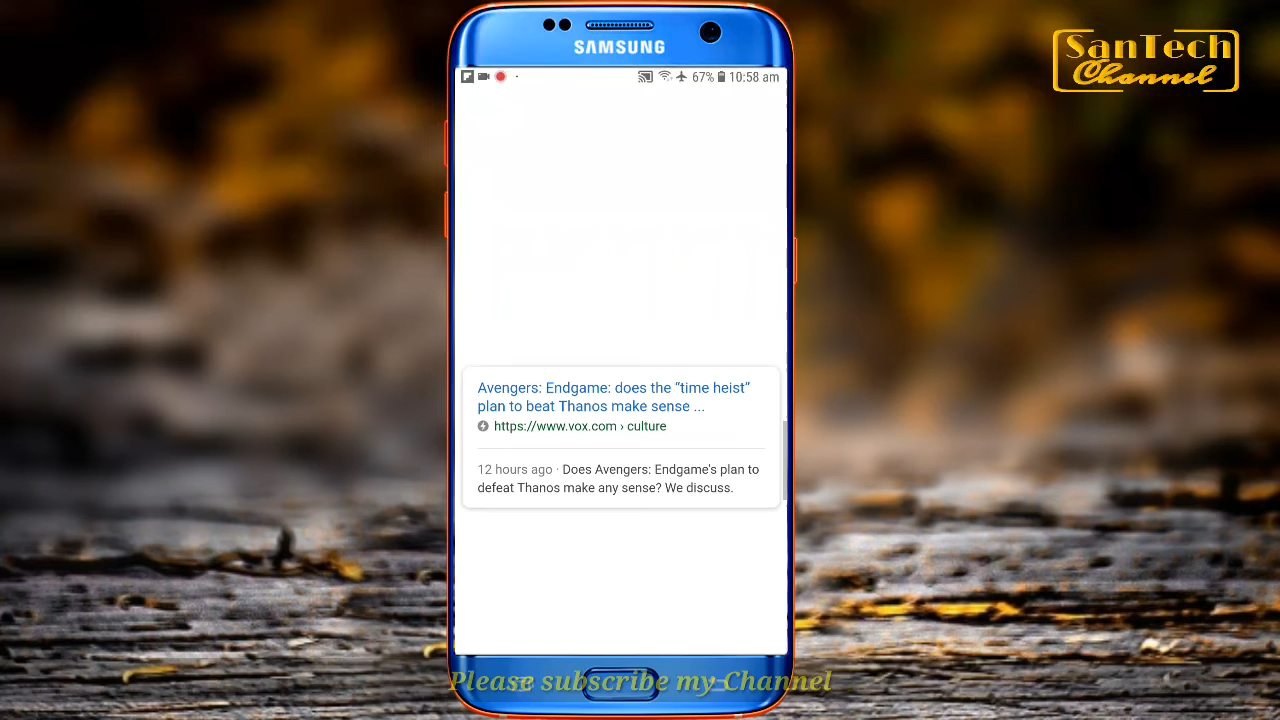 SAMSUNG
67% 10:58 am
SanTech
Channel
Avengers: Endgame: does the “time heist”
plan to beat Thanos make sense ...
https://www.vox.com › culture
12 hours ago · Does Avengers: Endgame's plan to
defeat Thanos make any sense? We discuss.
Please subscribe my Channel